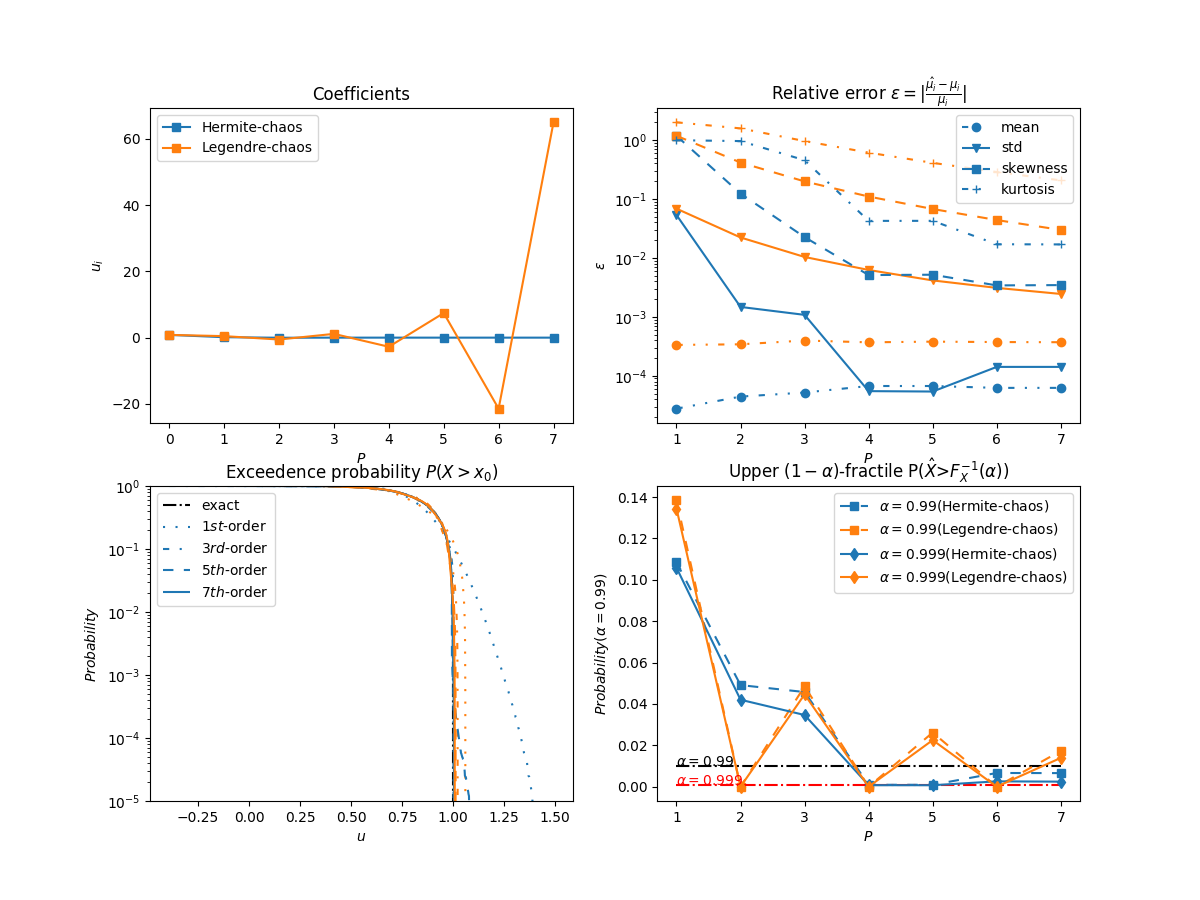 Coefficients
Hermite-chaos
Legendre-chaos
60
40
20
0
−20
u_i
0 1 2 3 4 5 6 7
P
Relative error ε = |(μ̂_i − μ_i)/μ_i|
mean
std
skewness
kurtosis
10^0
10^−1
10^−2
10^−3
10^−4
ε
1 2 3 4 5 6 7
P
Exceedence probability P(X > x_0)
exact
1st-order
3rd-order
5th-order
7th-order
10^0
10^−1
10^−2
10^−3
10^−4
10^−5
Probability
−0.25 0.00 0.25 0.50 0.75 1.00 1.25 1.50
u
Upper (1 − α)-fractile P(X̂>F_X^−1(α))
α = 0.99(Hermite-chaos)
α = 0.99(Legendre-chaos)
α = 0.999(Hermite-chaos)
α = 0.999(Legendre-chaos)
0.14
0.12
0.10
0.08
0.06
0.04
0.02
0.00
Probability(α = 0.99)
α = 0.99
α = 0.999
1 2 3 4 5 6 7
P